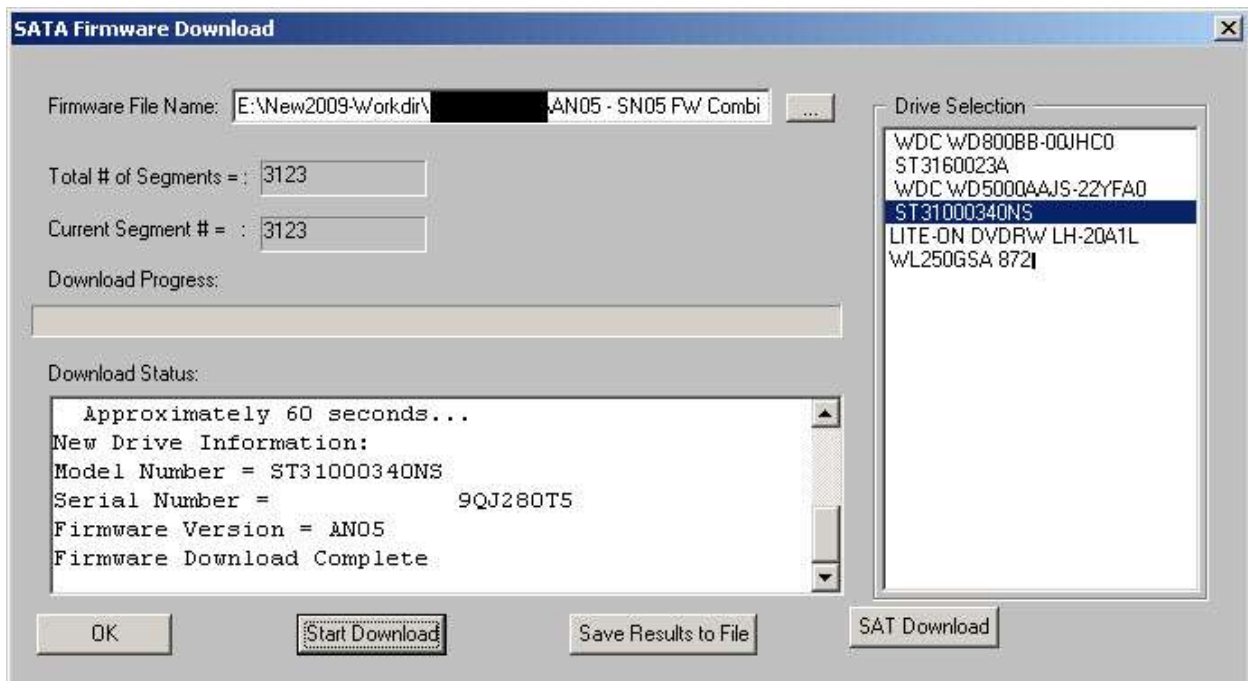 SATA Firmware Download
Firmware File Name: E:\New2009-Workdir\ \AN05 - SN05 FW Combi ...
Total # of Segments = : 3123
Current Segment # = : 3123
Download Progress:
Download Status:
Approximately 60 seconds...
New Drive Information:
Model Number = ST31000340NS
Serial Number = 9QJ280T5
Firmware Version = AN05
Firmware Download Complete
Drive Selection
WDC WD800BB-00JHC0
ST3160023A
WDC WD5000AAJS-22YFA0
ST31000340NS
LITE-ON DVDRW LH-20A1L
WL250GSA 872
OK
Start Download
Save Results to File
SAT Download